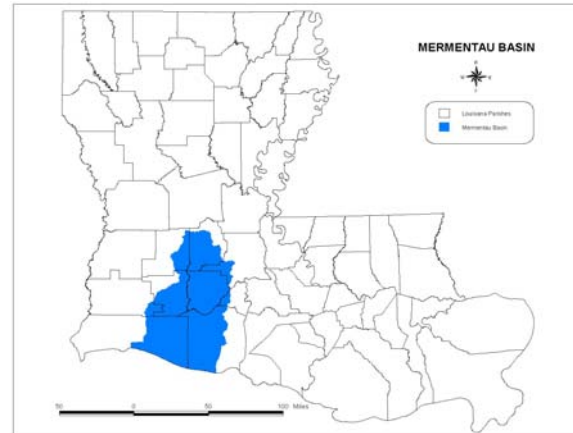 MERMENTAU BASIN
N
Louisiana Parishes
Mermentau Basin
50 0 50 100 Miles